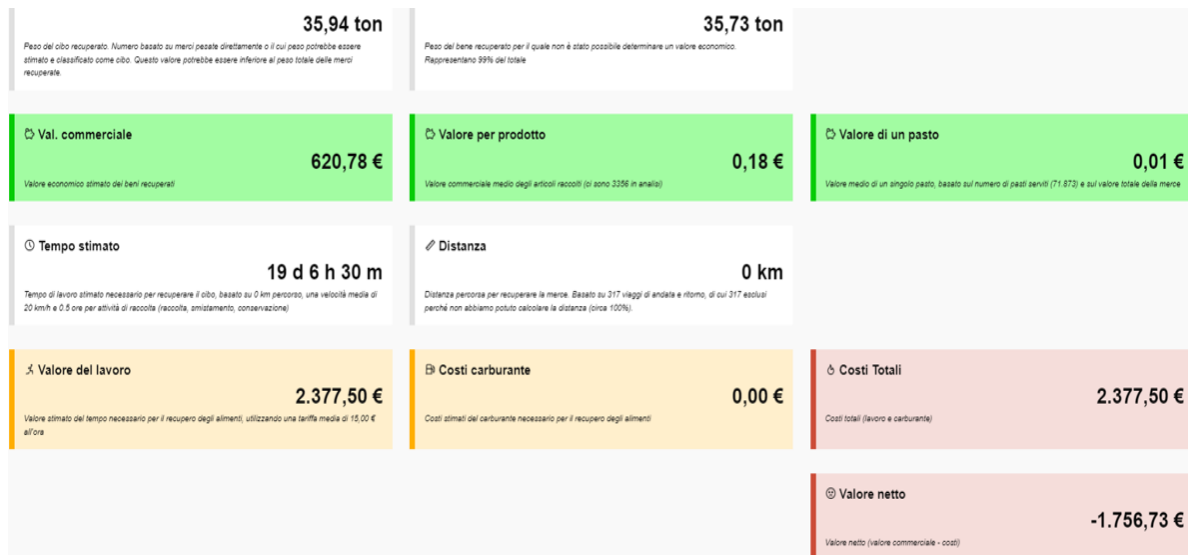 35,94 ton
Peso del cibo recuperato. Numero basato su merci pesate direttamente o il cui peso potrebbe essere
stimato e classificato come cibo. Questo valore potrebbe essere inferiore al peso totale delle merci
recuperate.
35,73 ton
Peso del bene recuperato per il quale non è stato possibile determinare un valore economico.
Rappresentano 99% del totale
Val. commerciale
620,78 €
Valore economico stimato dei beni recuperati
Valore per prodotto
0,18 €
Valore commerciale medio degli articoli raccolti (ci sono 3356 in analisi)
Valore di un pasto
0,01 €
Valore medio di un singolo pasto, basato sul numero di pasti serviti (71.873) e sul valore totale della merce
Tempo stimato
19 d 6 h 30 m
Tempo di lavoro stimato necessario per recuperare il cibo, basato su 0 km percorso, una velocità media di
20 km/h e 0.5 ore per attività di raccolta (raccolta, smistamento, conservazione)
Distanza
0 km
Distanza percorsa per recuperare la merce. Basato su 317 viaggi di andata e ritorno, di cui 317 esclusi
perché non abbiamo potuto calcolare la distanza (circa 100%).
Valore del lavoro
2.377,50 €
Valore stimato del tempo necessario per il recupero degli alimenti, utilizzando una tariffa media di 15,00 €
all'ora
Costi carburante
0,00 €
Costi stimati del carburante necessario per il recupero degli alimenti
Costi Totali
2.377,50 €
Costi totali (lavoro e carburante)
Valore netto
-1.756,73 €
Valore netto (valore commerciale - costi)